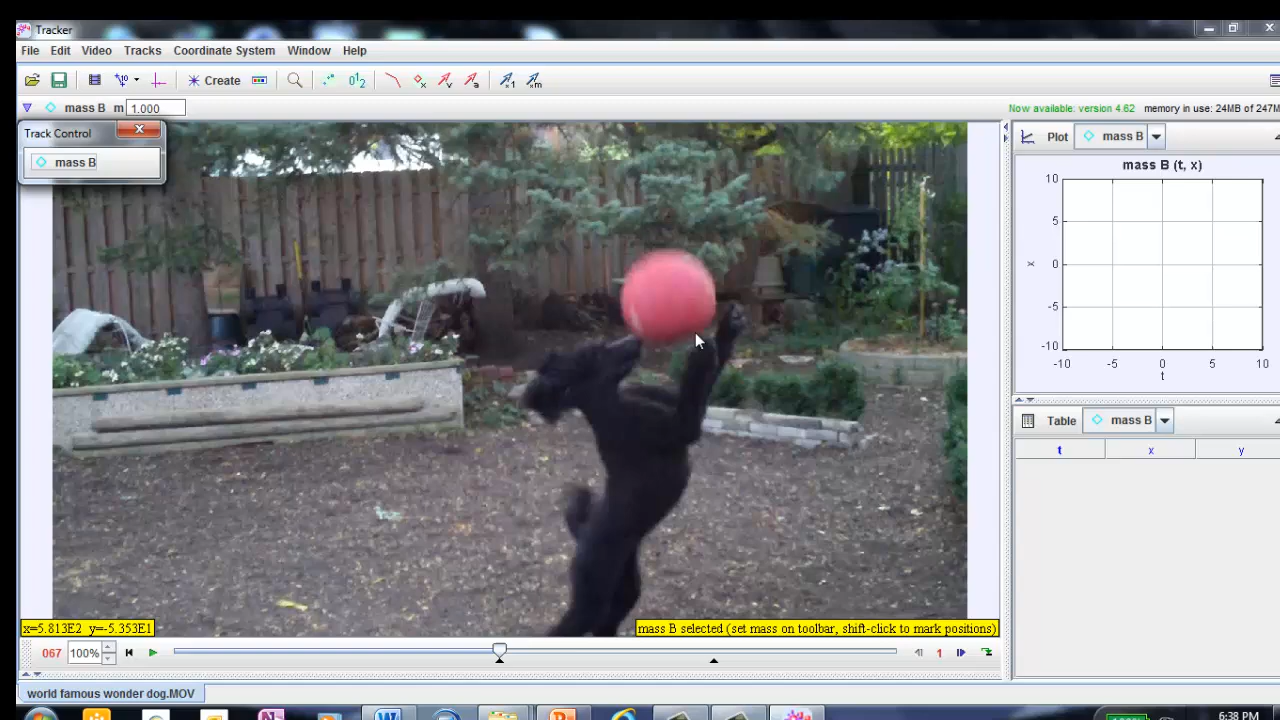 Tracker
File Edit Video Tracks Coordinate System Window Help
Create
mass B m 1.000
Now available: version 4.62 memory in use: 24MB of 247M
Track Control
mass B
Plot mass B
mass B (t, x)
10
5
0
-5
-10
x
-10 -5 0 5 10
t
Table mass B
t x y
x=5.813E2 y=-5.353E1
mass B selected (set mass on toolbar, shift-click to mark positions)
067 100% 1
world famous wonder dog.MOV
100%
6:38 PM